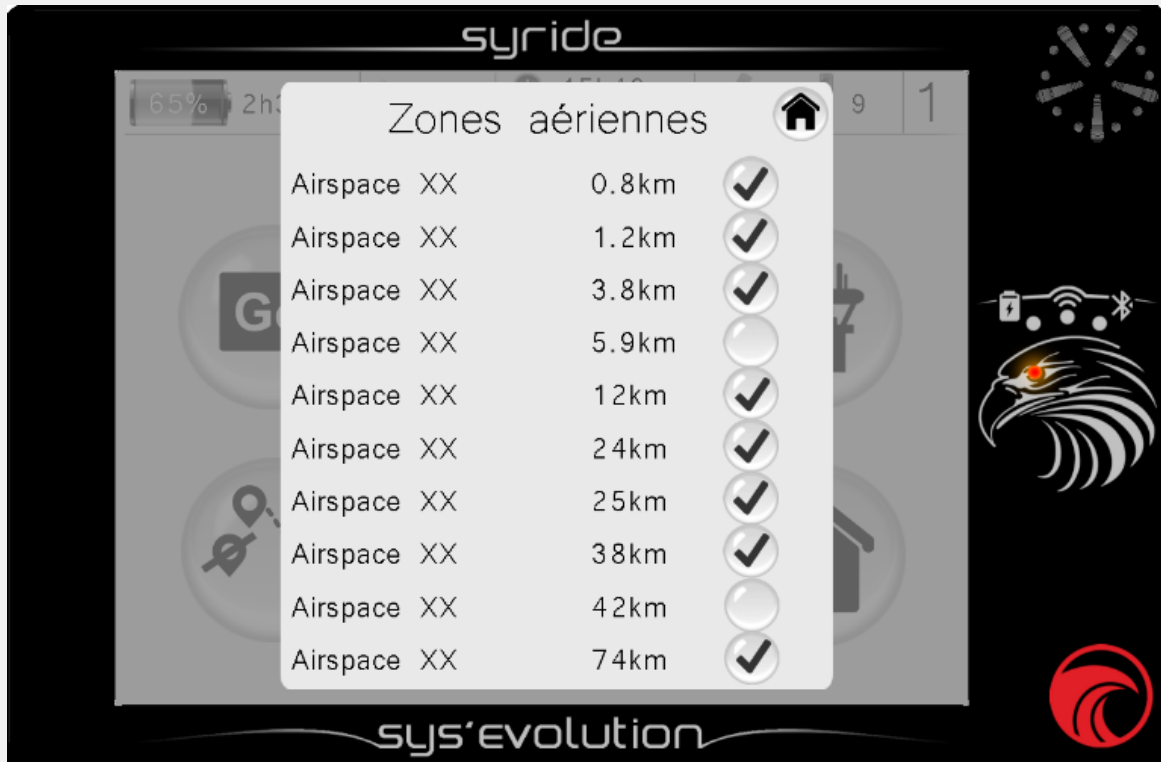 syride
65% 2h 9 1
Zones aériennes
Airspace XX 0.8km
Airspace XX 1.2km
Airspace XX 3.8km
Airspace XX 5.9km
Airspace XX 12km
Airspace XX 24km
Airspace XX 25km
Airspace XX 38km
Airspace XX 42km
Airspace XX 74km
sys'evolution